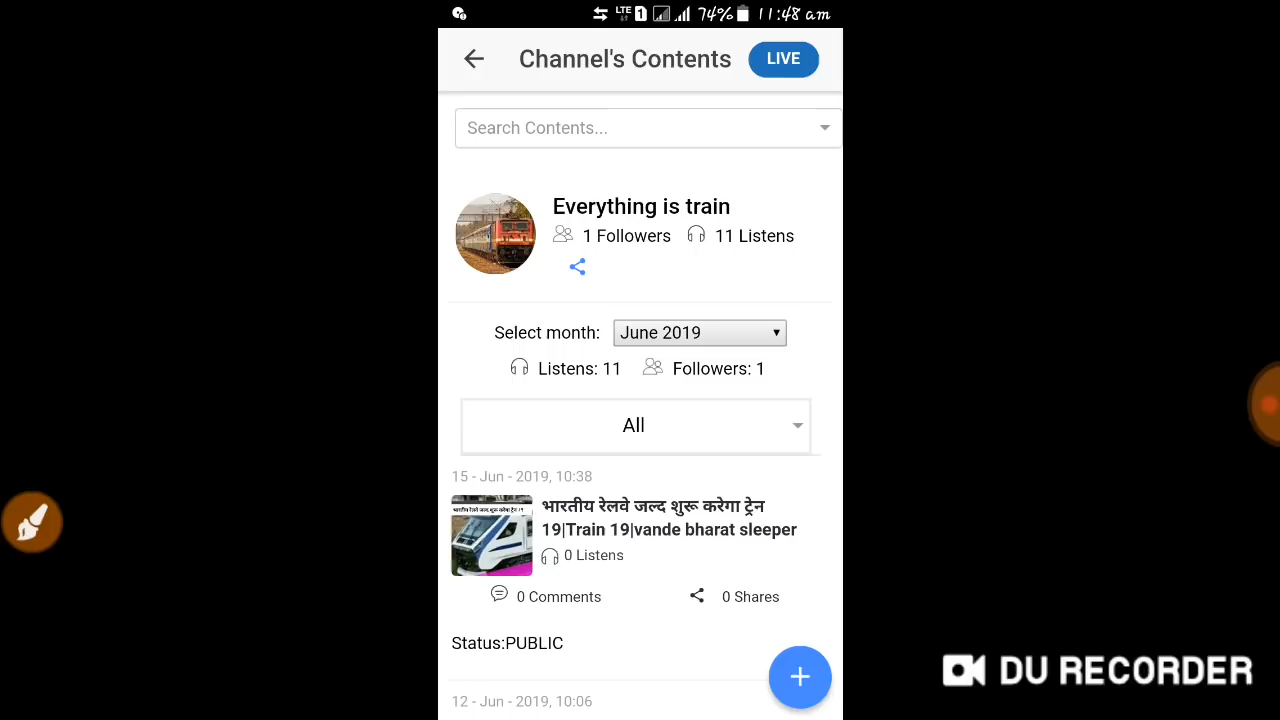 LTE 1 74% 11:48 am
Channel's Contents LIVE
Search Contents...
Everything is train
1 Followers 11 Listens
Select month: June 2019
Listens: 11 Followers: 1
All
15 - Jun - 2019, 10:38
भारतीय रेलवे जल्द शुरू करेगा ट्रेन
19|Train 19|vande bharat sleeper
0 Listens
0 Comments 0 Shares
Status:PUBLIC
12 - Jun - 2019, 10:06
DU RECORDER